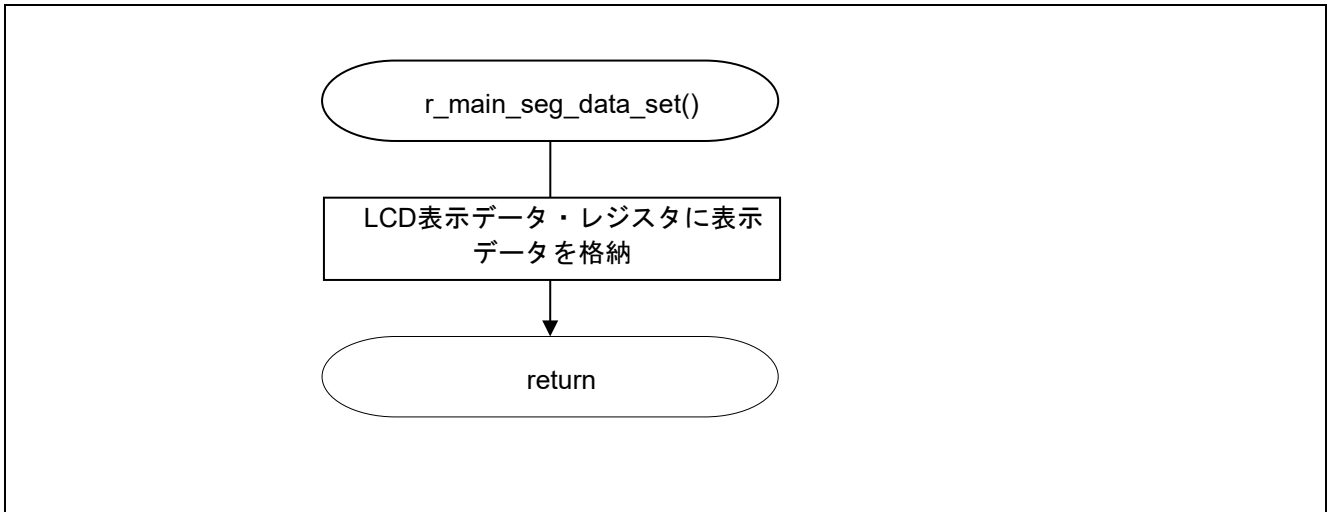 r_main_seg_data_set()
LCD表示データ・レジスタに表示
データを格納
return